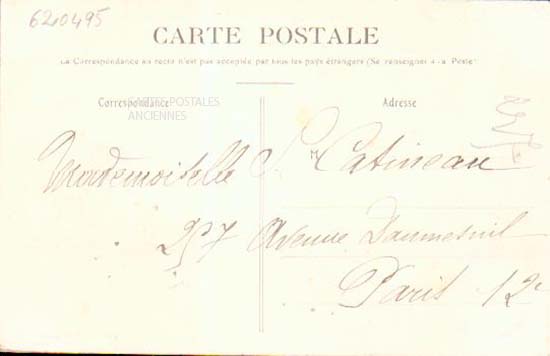 620495
CARTE POSTALE
La Correspondance au recto n'est pas acceptée par tous les pays étrangers (Se renseigner à la Poste)
Correspondance
Adresse
CARTES POSTALES
ANCIENNES
M
Mademoiselle S. Catineau
257 Avenue Daumesnil
Paris 12e